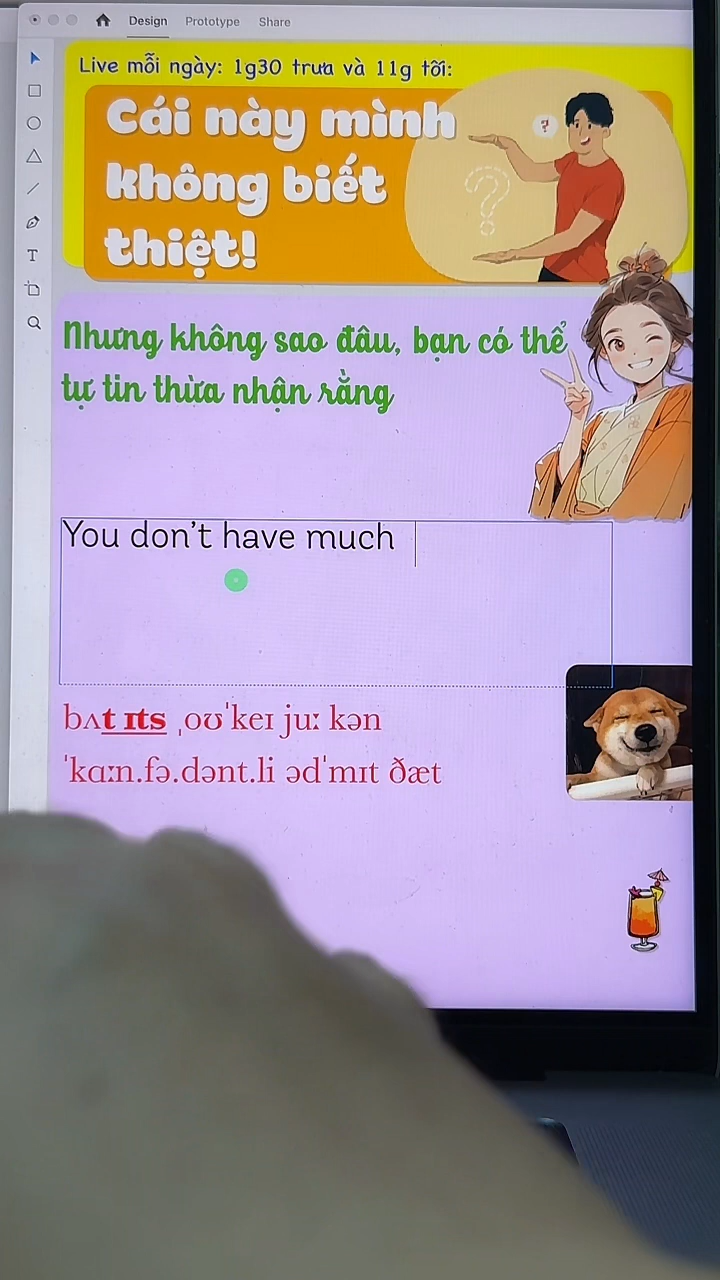 Design Prototype Share
Live mỗi ngày: 1g30 trưa và 11g tối:
Cái này mình
không biết
thiệt!
?
Nhưng không sao đâu, bạn có thể
tự tin thừa nhận rằng
You don't have much
bʌt ɪts ˌoʊˈkeɪ juː kən
ˈkɑːn.fə.dənt.li ədˈmɪt ðæt